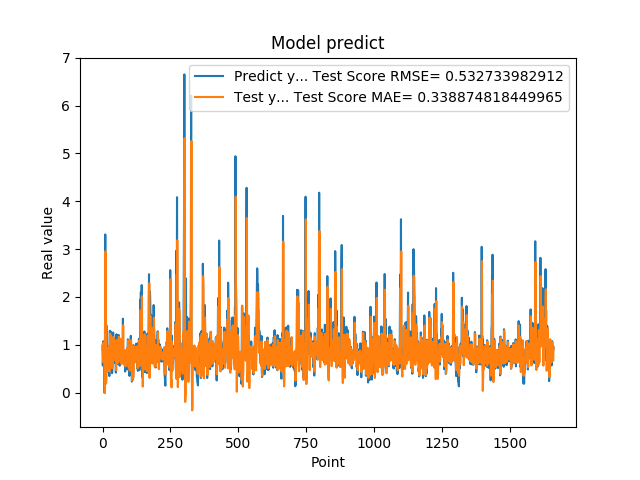 Model predict
Predict y... Test Score RMSE= 0.532733982912
Test y... Test Score MAE= 0.338874818449965
7
6
5
4
3
2
1
0
Real value
0 250 500 750 1000 1250 1500
Point